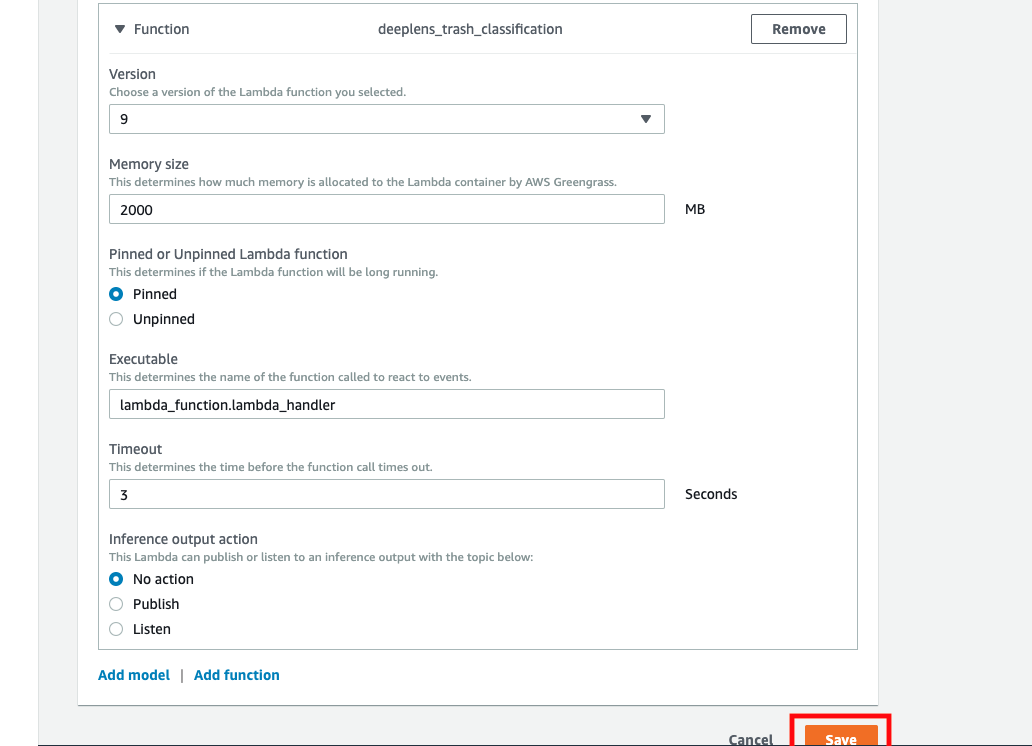 Function deeplens_trash_classification Remove
Version
Choose a version of the Lambda function you selected.
9
Memory size
This determines how much memory is allocated to the Lambda container by AWS Greengrass.
2000 MB
Pinned or Unpinned Lambda function
This determines if the Lambda function will be long running.
Pinned
Unpinned
Executable
This determines the name of the function called to react to events.
lambda_function.lambda_handler
Timeout
This determines the time before the function call times out.
3 Seconds
Inference output action
This Lambda can publish or listen to an inference output with the topic below:
No action
Publish
Listen
Add model | Add function
Cancel Save